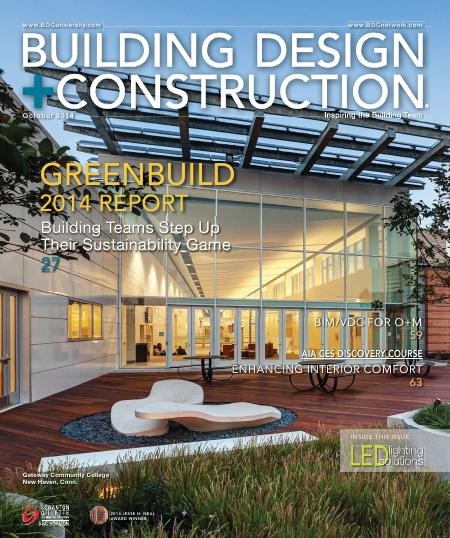 www.BDCuniversity.com
www.BDCnetwork.com
BUILDING DESIGN
+CONSTRUCTION®
October 2014
Inspiring the Building Team
GREENBUILD
2014 REPORT
Building Teams Step Up
Their Sustainability Game
27
BIM/VDC FOR O+M
59
AIA CES DISCOVERY COURSE
ENHANCING INTERIOR COMFORT
63
INSIDE THIS ISSUE
LED lighting
solutions
Gateway Community College
New Haven, Conn.
SCRANTON
GILLETTE
2014 JESSE H. NEAL
AWARD WINNER